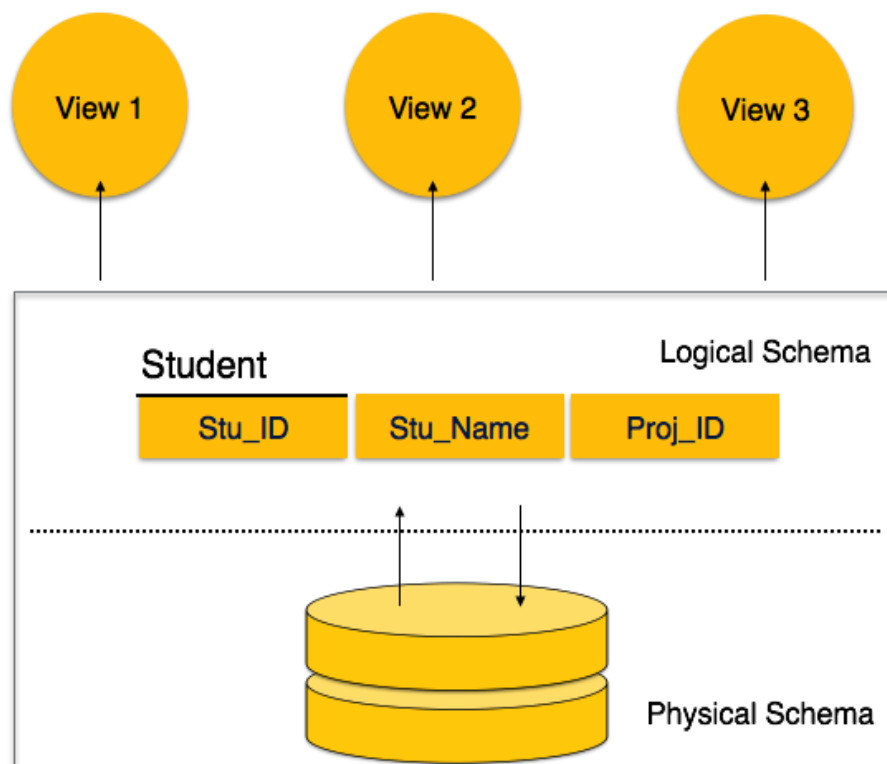 View 1
View 2
View 3
Logical Schema
Student
Stu_ID
Stu_Name
Proj_ID
Physical Schema